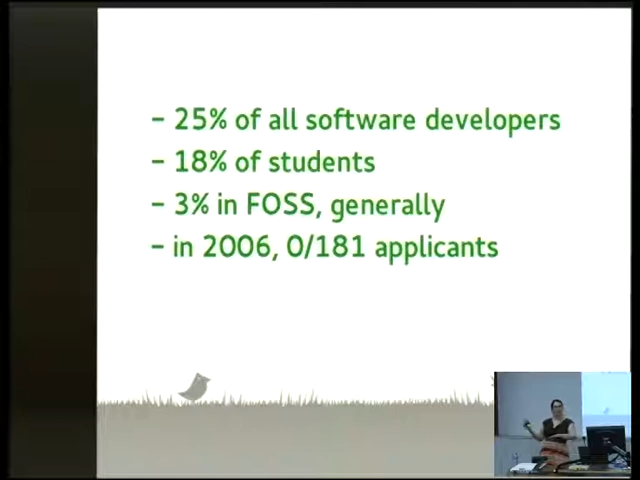 – 25% of all software developers
– 18% of students
– 3% in FOSS, generally
– in 2006, 0/181 applicants